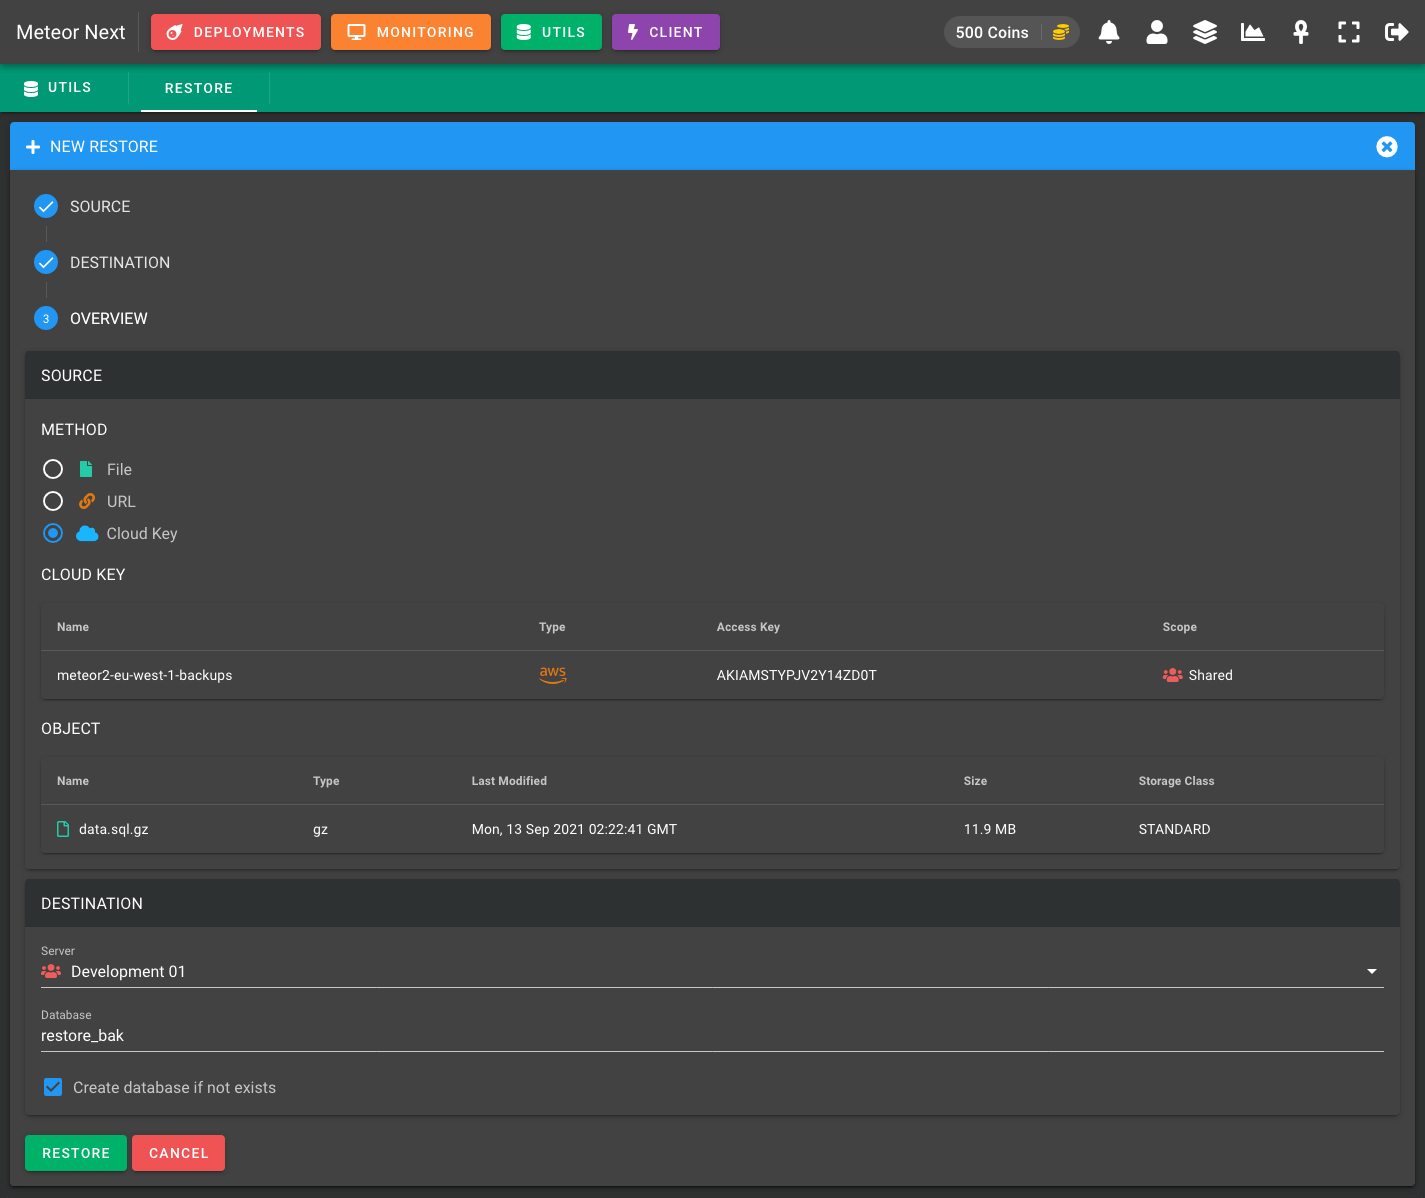 Meteor Next
DEPLOYMENTS
MONITORING
UTILS
CLIENT
500 Coins
UTILS
RESTORE
NEW RESTORE
SOURCE
DESTINATION
3 OVERVIEW
SOURCE
METHOD
File
URL
Cloud Key
CLOUD KEY
Name Type Access Key Scope
meteor2-eu-west-1-backups aws AKIAMSTYPJV2Y14ZD0T Shared
OBJECT
Name Type Last Modified Size Storage Class
data.sql.gz gz Mon, 13 Sep 2021 02:22:41 GMT 11.9 MB STANDARD
DESTINATION
Server
Development 01
Database
restore_bak
Create database if not exists
RESTORE CANCEL